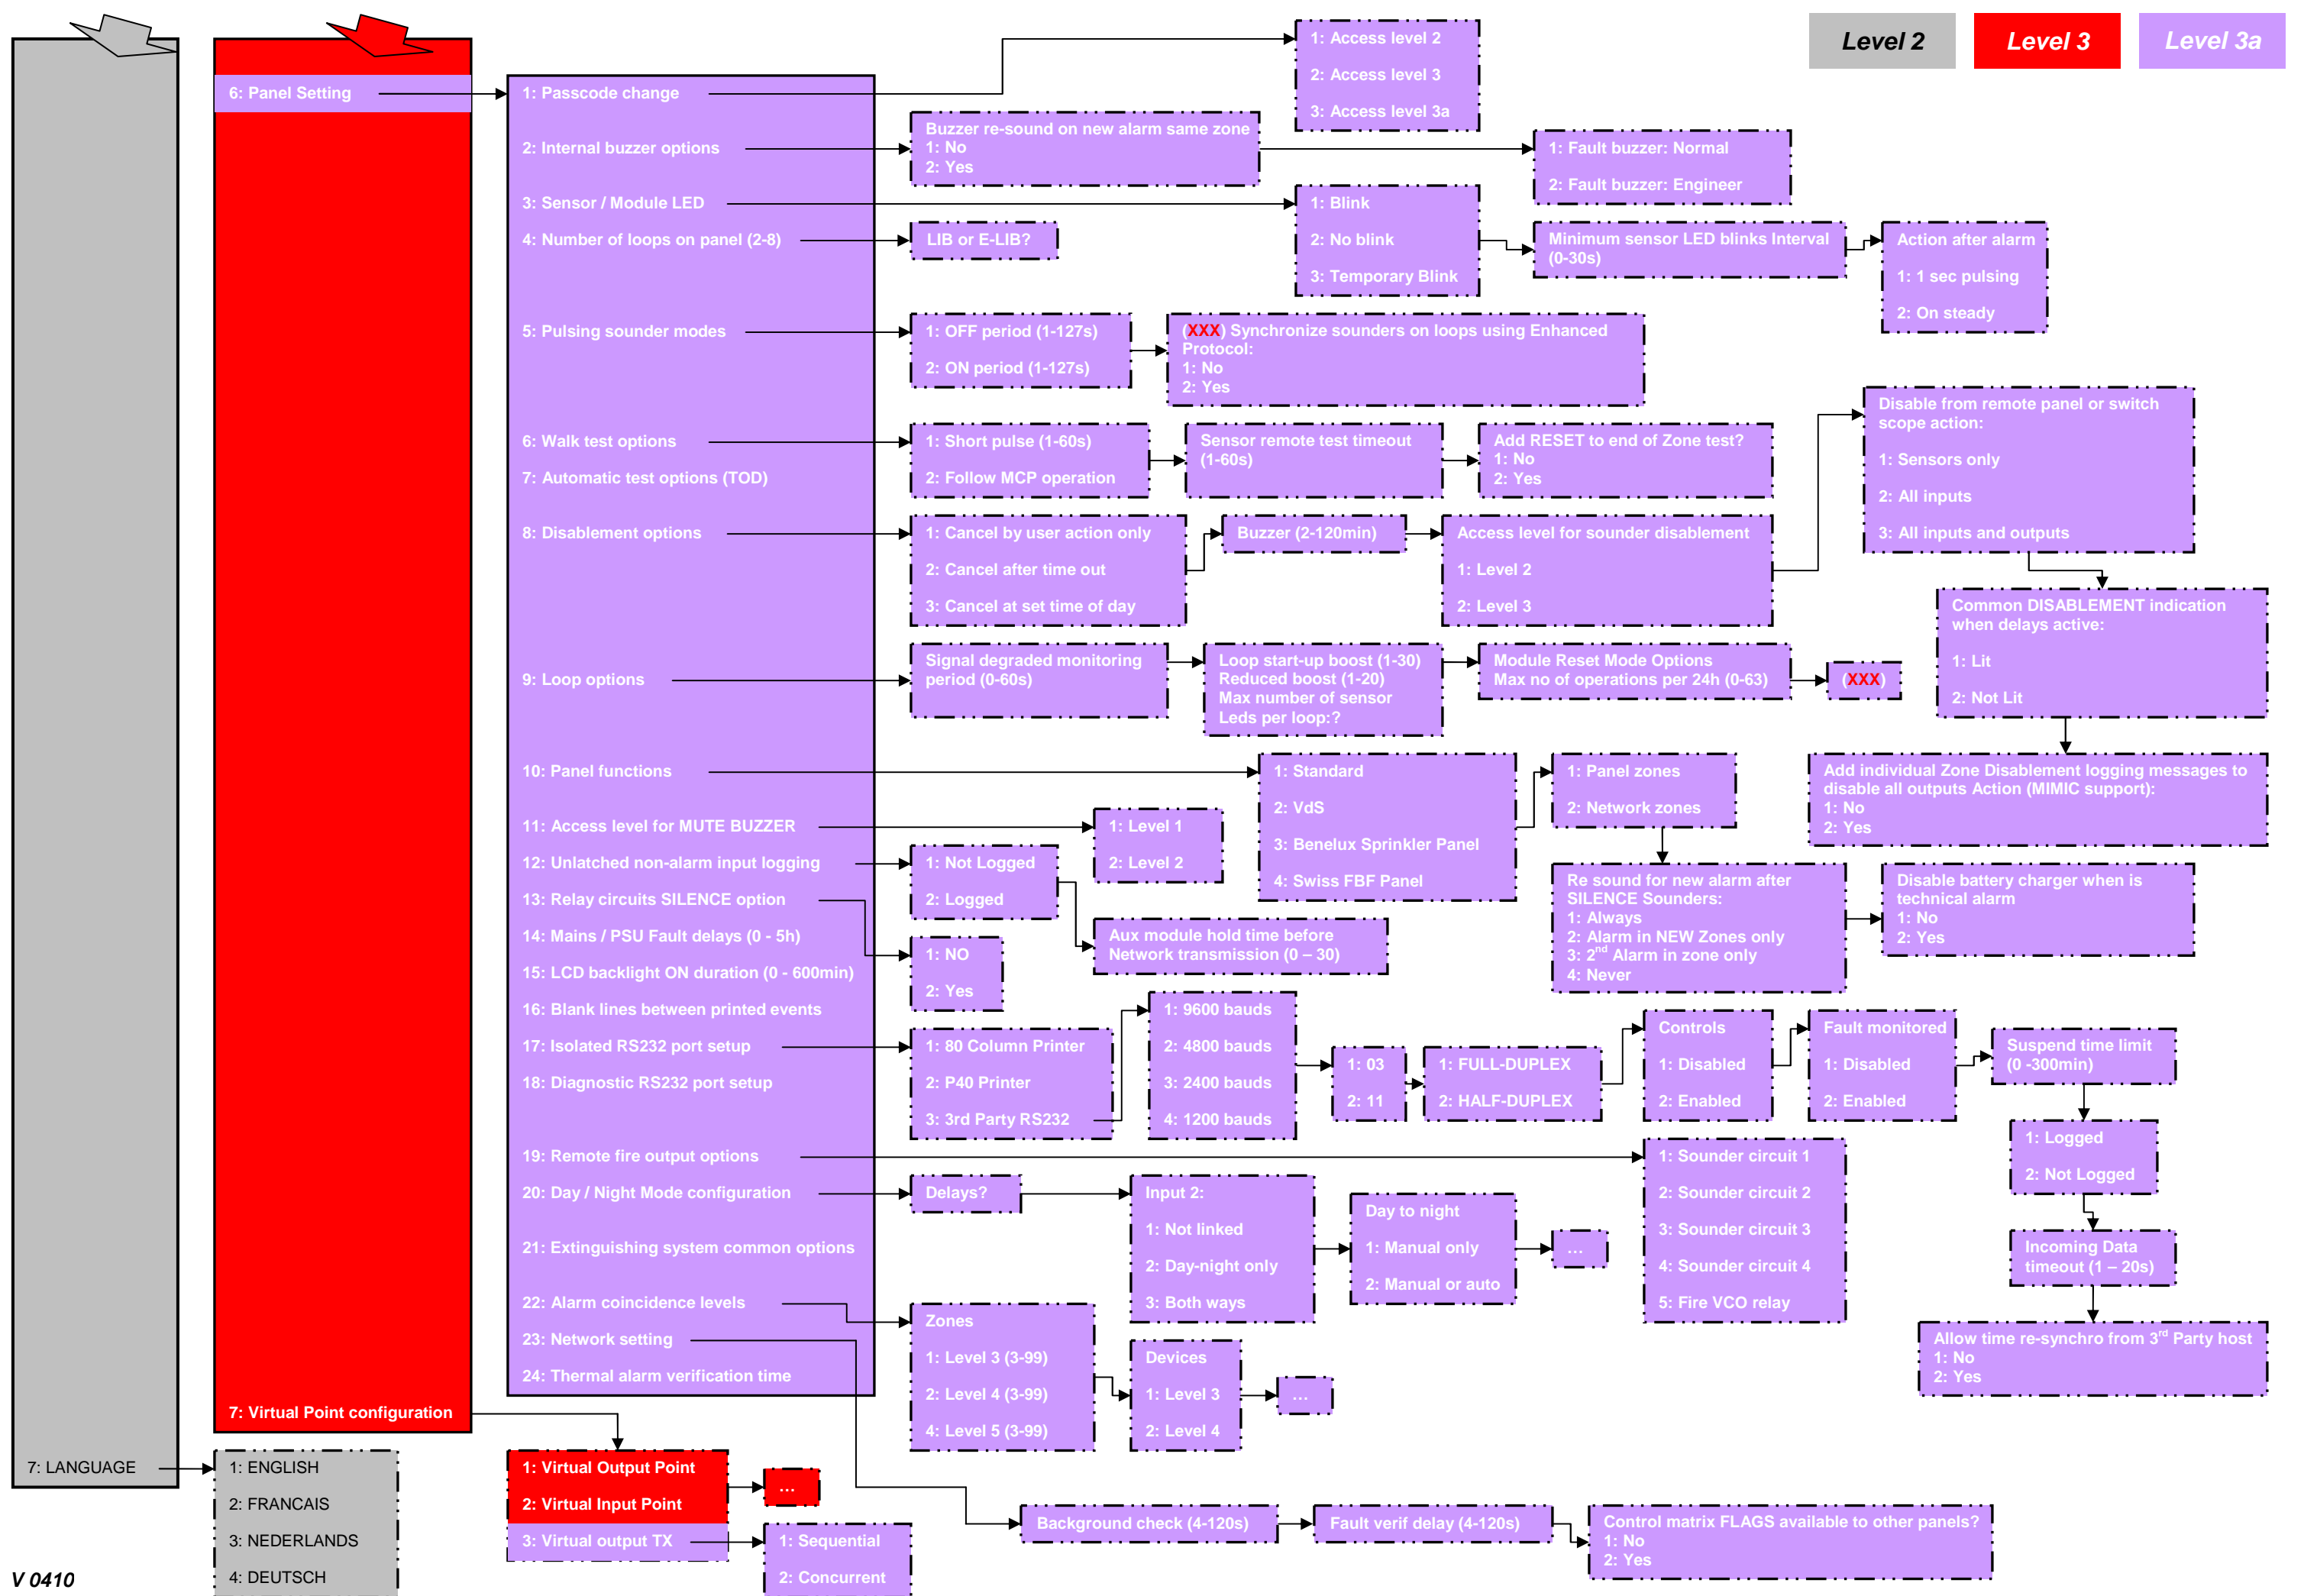 Level 2
Level 3
Level 3a
6: Panel Setting
1: Passcode change
1: Access level 2
2: Access level 3
3: Access level 3a
2: Internal buzzer options
Buzzer re-sound on new alarm same zone
1: No
2: Yes
1: Fault buzzer: Normal
2: Fault buzzer: Engineer
3: Sensor / Module LED
1: Blink
2: No blink
3: Temporary Blink
Minimum sensor LED blinks Interval
(0-30s)
Action after alarm
1: 1 sec pulsing
2: On steady
4: Number of loops on panel (2-8)
LIB or E-LIB?
5: Pulsing sounder modes
1: OFF period (1-127s)
2: ON period (1-127s)
(XXX) Synchronize sounders on loops using Enhanced
Protocol:
1: No
2: Yes
6: Walk test options
1: Short pulse (1-60s)
2: Follow MCP operation
Sensor remote test timeout
(1-60s)
Add RESET to end of Zone test?
1: No
2: Yes
7: Automatic test options (TOD)
8: Disablement options
1: Cancel by user action only
2: Cancel after time out
3: Cancel at set time of day
Buzzer (2-120min)
Access level for sounder disablement
1: Level 2
2: Level 3
Disable from remote panel or switch
scope action:
1: Sensors only
2: All inputs
3: All inputs and outputs
Common DISABLEMENT indication
when delays active:
1: Lit
2: Not Lit
Add individual Zone Disablement logging messages to
disable all outputs Action (MIMIC support):
1: No
2: Yes
9: Loop options
Signal degraded monitoring
period (0-60s)
Loop start-up boost (1-30)
Reduced boost (1-20)
Max number of sensor
Leds per loop:?
Module Reset Mode Options
Max no of operations per 24h (0-63)
(XXX)
10: Panel functions
1: Standard
2: VdS
3: Benelux Sprinkler Panel
4: Swiss FBF Panel
1: Panel zones
2: Network zones
Re sound for new alarm after
SILENCE Sounders:
1: Always
2: Alarm in NEW Zones only
3: 2nd Alarm in zone only
4: Never
Disable battery charger when is
technical alarm
1: No
2: Yes
11: Access level for MUTE BUZZER
1: Level 1
2: Level 2
12: Unlatched non-alarm input logging
1: Not Logged
2: Logged
Aux module hold time before
Network transmission (0 – 30)
13: Relay circuits SILENCE option
1: NO
2: Yes
14: Mains / PSU Fault delays (0 - 5h)
15: LCD backlight ON duration (0 - 600min)
16: Blank lines between printed events
17: Isolated RS232 port setup
1: 80 Column Printer
2: P40 Printer
3: 3rd Party RS232
1: 9600 bauds
2: 4800 bauds
3: 2400 bauds
4: 1200 bauds
1: 03
2: 11
1: FULL-DUPLEX
2: HALF-DUPLEX
Controls
1: Disabled
2: Enabled
Fault monitored
1: Disabled
2: Enabled
Suspend time limit
(0 -300min)
1: Logged
2: Not Logged
Incoming Data
timeout (1 – 20s)
Allow time re-synchro from 3rd Party host
1: No
2: Yes
18: Diagnostic RS232 port setup
19: Remote fire output options
1: Sounder circuit 1
2: Sounder circuit 2
3: Sounder circuit 3
4: Sounder circuit 4
5: Fire VCO relay
20: Day / Night Mode configuration
Delays?
Input 2:
1: Not linked
2: Day-night only
3: Both ways
Day to night
1: Manual only
2: Manual or auto
...
21: Extinguishing system common options
22: Alarm coincidence levels
Zones
1: Level 3 (3-99)
2: Level 4 (3-99)
4: Level 5 (3-99)
Devices
1: Level 3
2: Level 4
...
23: Network setting
Background check (4-120s)
Fault verif delay (4-120s)
Control matrix FLAGS available to other panels?
1: No
2: Yes
24: Thermal alarm verification time
7: Virtual Point configuration
1: Virtual Output Point
2: Virtual Input Point
3: Virtual output TX
...
1: Sequential
2: Concurrent
7: LANGUAGE
1: ENGLISH
2: FRANCAIS
3: NEDERLANDS
4: DEUTSCH
V 0410